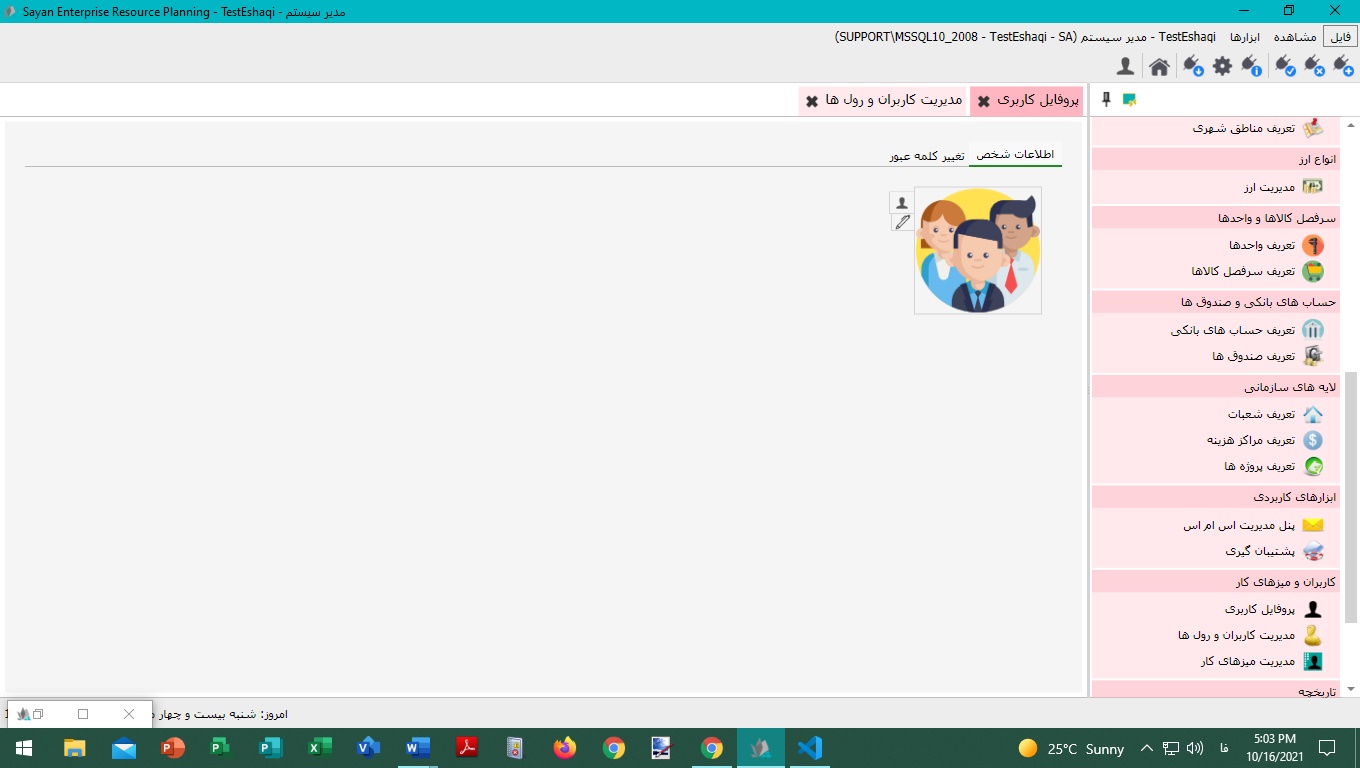 Sayan Enterprise Resource Planning - TestEshaqi - مدیر سیستم
فایل مشاهده ابزارها TestEshaqi - مدیر سیستم (SUPPORT\MSSQL10_2008 - TestEshaqi - SA)
پروفایل کاربری
مدیریت کاربران و رول ها
اطلاعات شخص
تغییر کلمه عبور
تعریف مناطق شهری
انواع ارز
مدیریت ارز
سرفصل کالاها و واحدها
تعریف واحدها
تعریف سرفصل کالاها
حساب های بانکی و صندوق ها
تعریف حساب های بانکی
تعریف صندوق ها
لایه های سازمانی
تعریف شعبات
تعریف مراکز هزینه
تعریف پروژه ها
ابزارهای کاربردی
پنل مدیریت اس ام اس
پشتیبان گیری
کاربران و میزهای کار
پروفایل کاربری
مدیریت کاربران و رول ها
مدیریت میزهای کار
تاریخچه
امروز: شنبه بیست و چهار
25°C Sunny
فا
5:03 PM
10/16/2021